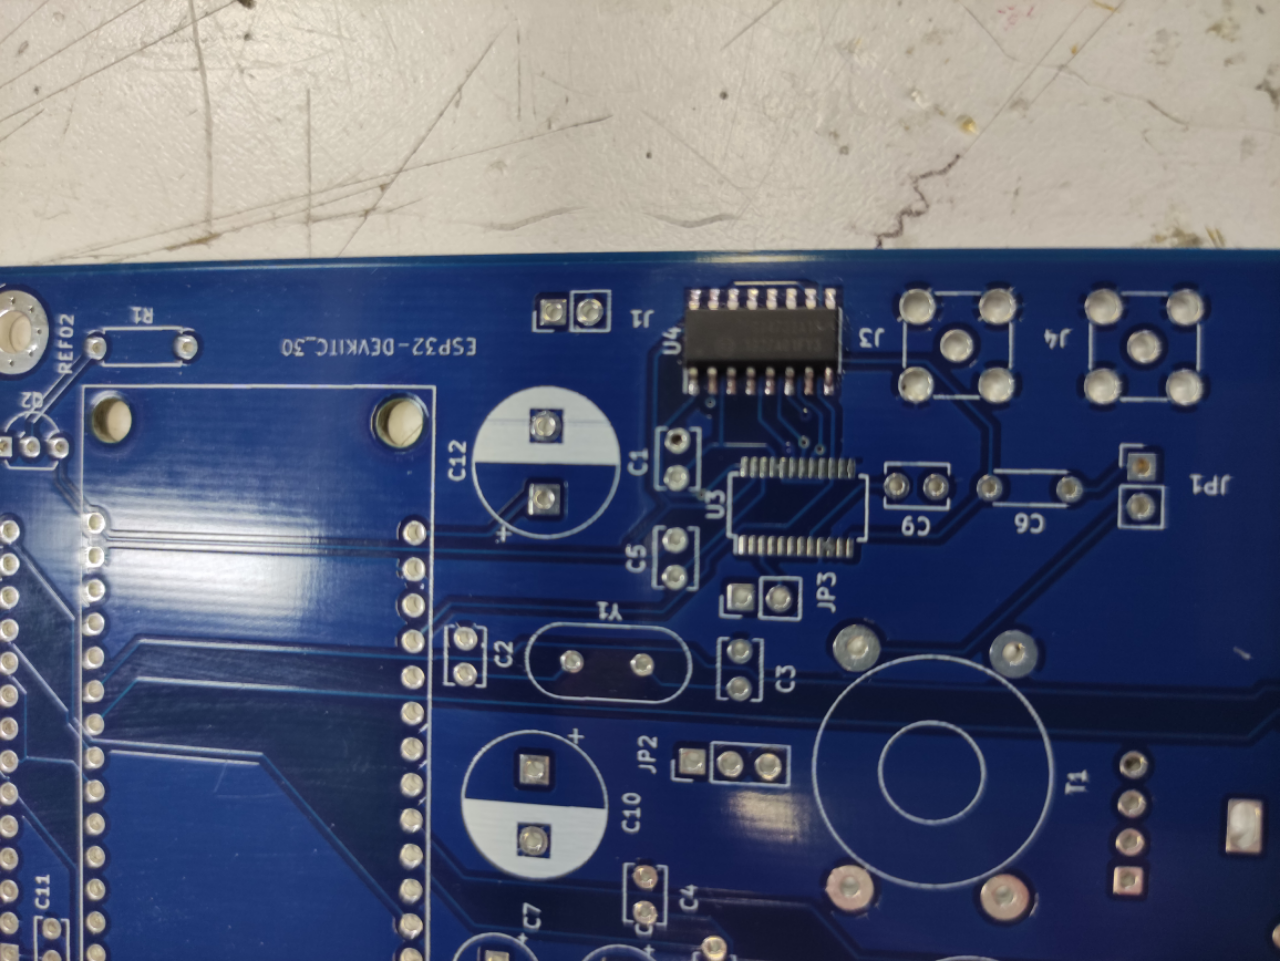 REF02
R1
Q2
ESP32-DEVKITC_30
J1
U4
J3
J4
C12
C1
U3
C9
C6
JP1
C5
JP3
Y1
C2
C3
JP2
C10
T1
C4
C11
C7
+
+
+
+